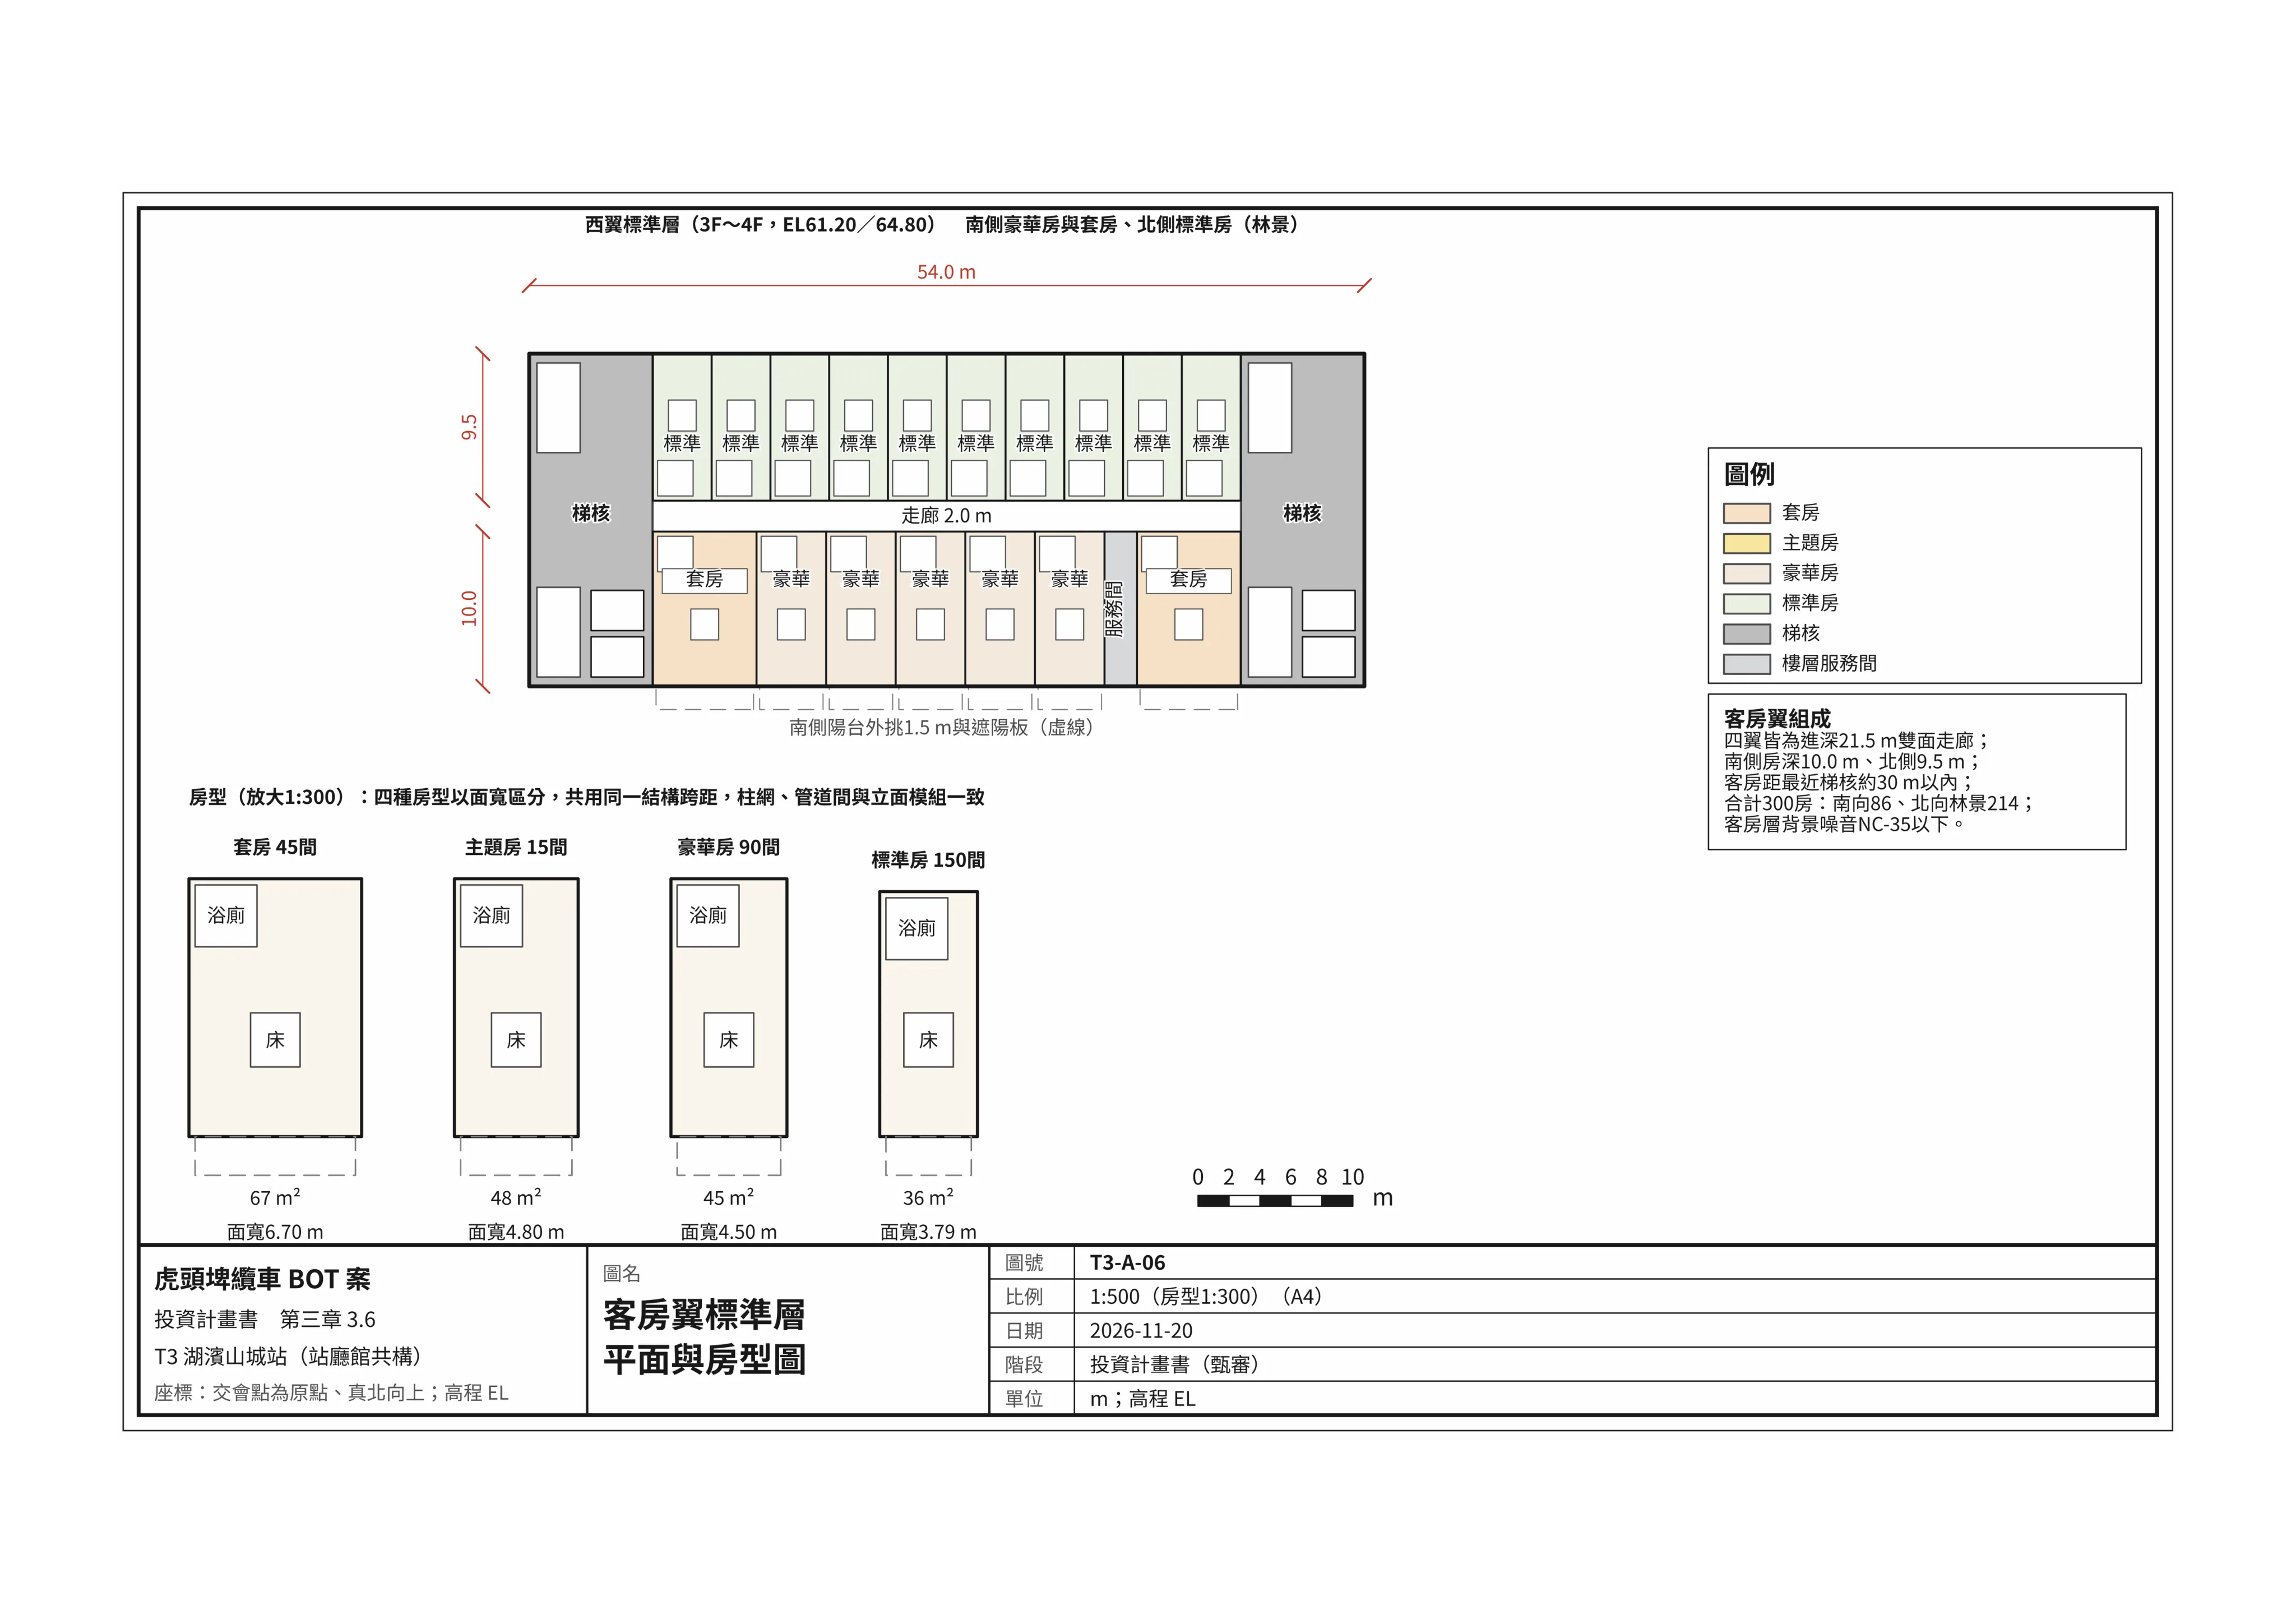 西翼標準層（3F～4F，EL61.20／64.80）　南側豪華房與套房、北側標準房（林景）
54.0 m
9.5
標準 標準 標準 標準 標準 標準 標準 標準 標準 標準
梯核
走廊 2.0 m
梯核
10.0
套房 豪華 豪華 豪華 豪華 豪華 服務間 套房
南側陽台外挑1.5 m與遮陽板（虛線）
圖例
套房
主題房
豪華房
標準房
梯核
樓層服務間
客房翼組成
四翼皆為進深21.5 m雙面走廊；
南側房深10.0 m、北側9.5 m；
客房距最近梯核約30 m以內；
合計300房：南向86、北向林景214；
客房層背景噪音NC-35以下。
房型（放大1:300）：四種房型以面寬區分，共用同一結構跨距，柱網、管道間與立面模組一致
套房 45間
浴廁
床
67 m²
面寬6.70 m
主題房 15間
浴廁
床
48 m²
面寬4.80 m
豪華房 90間
浴廁
床
45 m²
面寬4.50 m
標準房 150間
浴廁
床
36 m²
面寬3.79 m
0 2 4 6 8 10
m
虎頭埤纜車 BOT 案
投資計畫書　第三章 3.6
T3 湖濱山城站（站廳館共構）
座標：交會點為原點、真北向上；高程 EL
圖名
客房翼標準層
平面與房型圖
圖號 T3-A-06
比例 1:500（房型1:300）（A4）
日期 2026-11-20
階段 投資計畫書（甄審）
單位 m；高程 EL